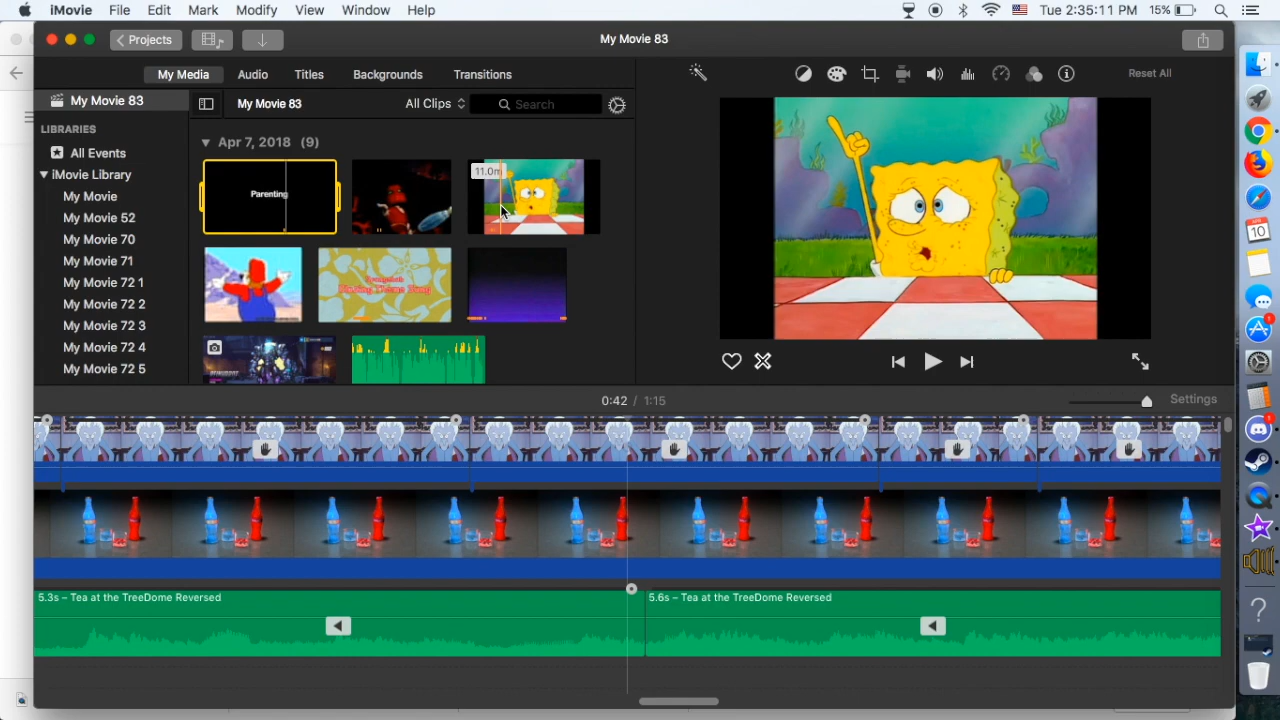 iMovie File Edit Mark Modify View Window Help Tue 2:35:11 PM 15%
Projects My Movie 83
My Media Audio Titles Backgrounds Transitions Reset All
My Movie 83 My Movie 83 All Clips Search
LIBRARIES
All Events
iMovie Library
My Movie
My Movie 52
My Movie 70
My Movie 71
My Movie 72 1
My Movie 72 2
My Movie 72 3
My Movie 72 4
My Movie 72 5
Apr 7, 2018 (9)
Parenting
11.0m
0:42 / 1:15 Settings
5.3s – Tea at the TreeDome Reversed 5.6s – Tea at the TreeDome Reversed
DEC
10
1
1